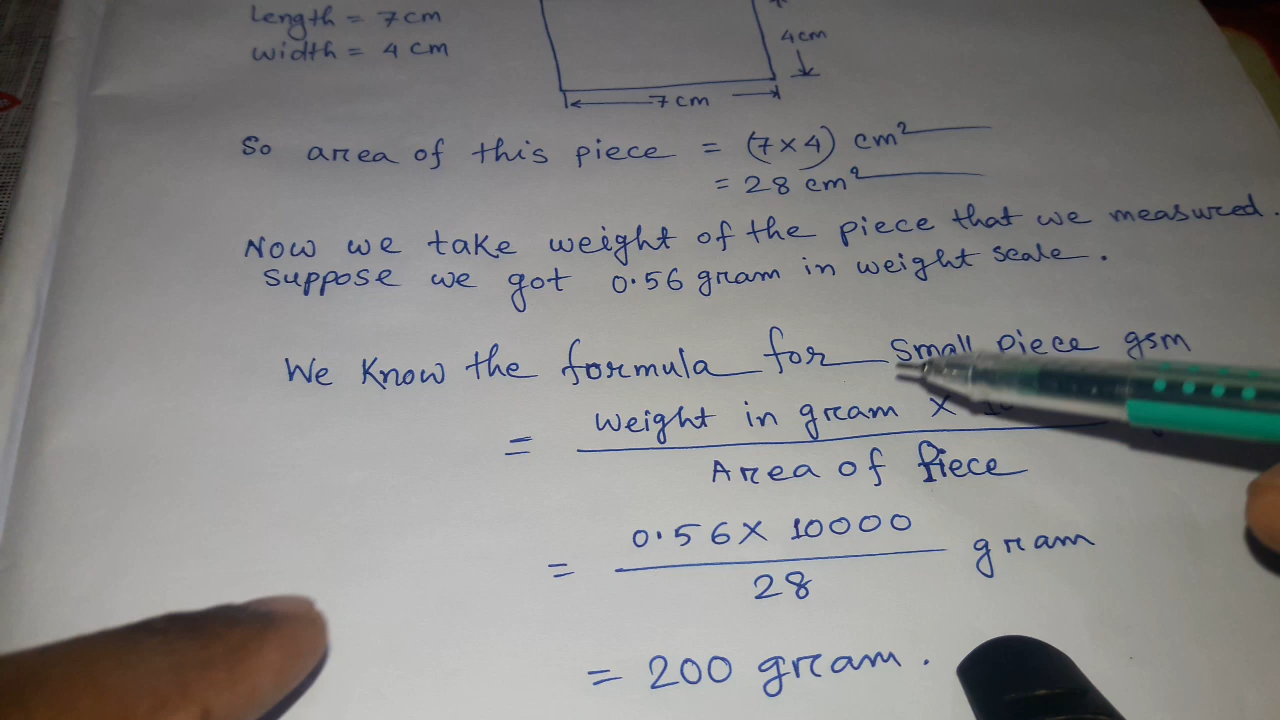 Length = 7cm
width = 4 cm
4cm
7 cm
So area of this piece = (7×4) cm²
= 28 cm²
Now we take weight of the piece that we measured.
suppose we got 0.56 gram in weight scale.
We Know the formula for small piece gsm
= weight in gram ×
Area of Piece
= 0.56 × 10000
28
gram
= 200 gram.